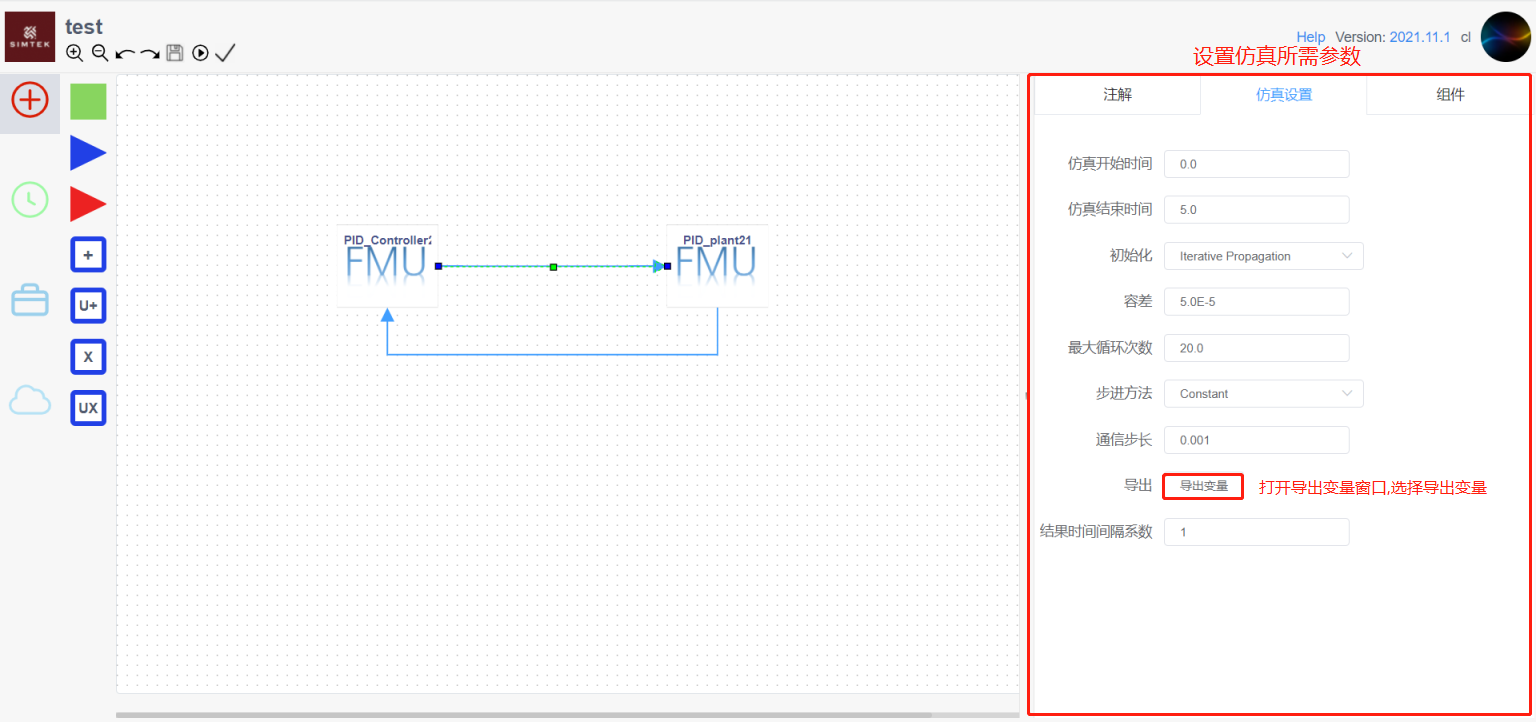 SIMTEK
test
Help Version: 2021.11.1 cl
设置仿真所需参数
注解 仿真设置 组件
仿真开始时间 0.0
仿真结束时间 5.0
初始化 Iterative Propagation
容差 5.0E-5
最大循环次数 20.0
步进方法 Constant
通信步长 0.001
导出 导出变量 打开导出变量窗口,选择导出变量
结果时间间隔系数 1
+
U+
X
UX
PID_Controller2
FMU
PID_plant21
FMU